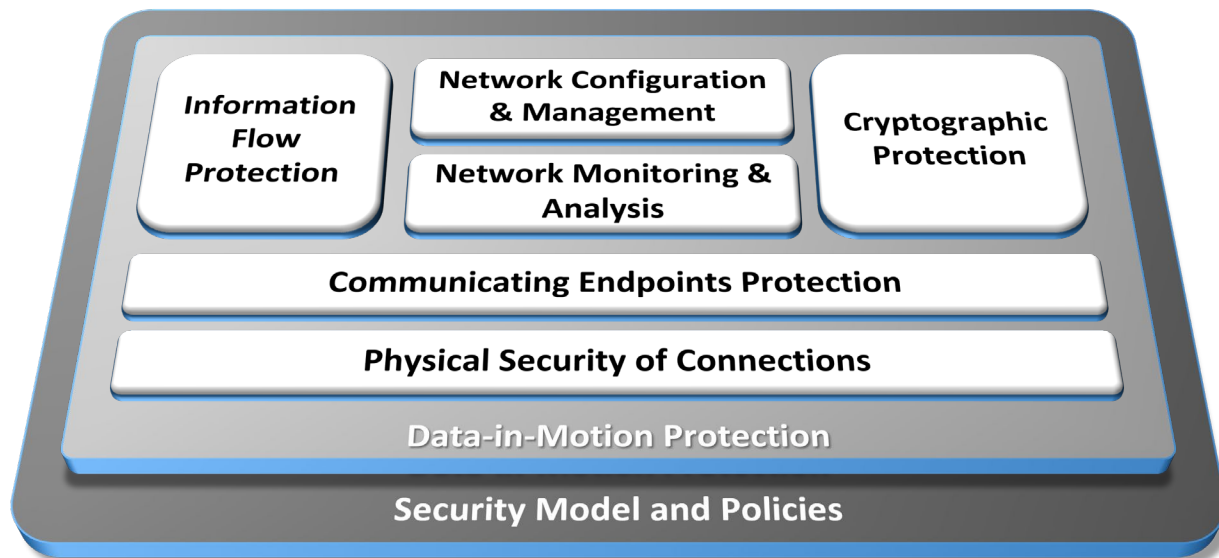 Information
Flow
Protection
Network Configuration
& Management
Network Monitoring &
Analysis
Cryptographic
Protection
Communicating Endpoints Protection
Physical Security of Connections
Data-in-Motion Protection
Security Model and Policies